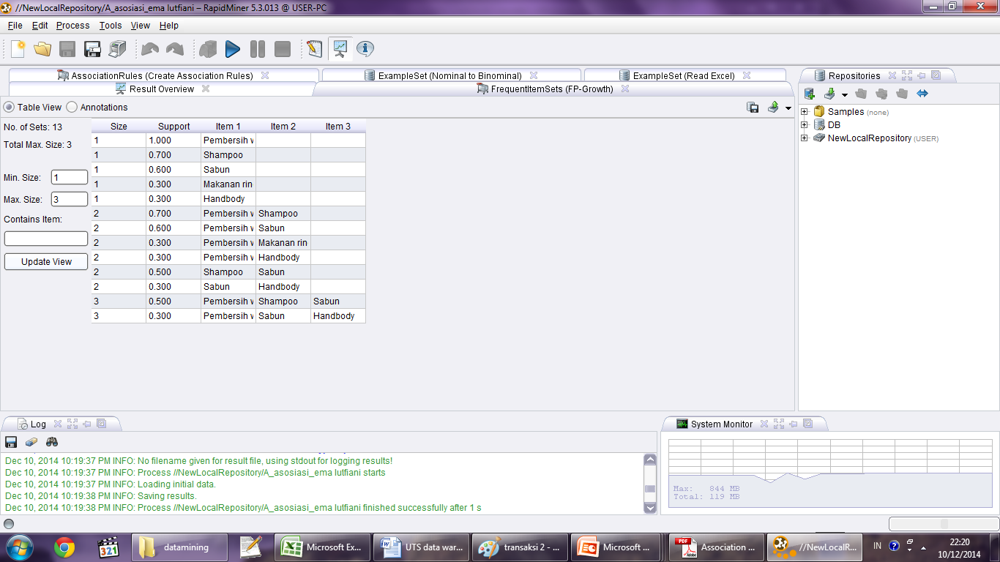 //NewLocalRepository/A_asosiasi_ema lutfiani – RapidMiner 5.3.013 @ USER-PC
File Edit Process Tools View Help
AssociationRules (Create Association Rules) ExampleSet (Nominal to Binominal) ExampleSet (Read Excel)
Result Overview FrequentItemSets (FP-Growth)
Table View Annotations
No. of Sets: 13
Total Max. Size: 3
Min. Size: 1
Max. Size: 3
Contains Item:
Update View
Size Support Item 1 Item 2 Item 3
1 1.000 Pembersih w
1 0.700 Shampoo
1 0.600 Sabun
1 0.300 Makanan rin
1 0.300 Handbody
2 0.700 Pembersih w Shampoo
2 0.600 Pembersih w Sabun
2 0.300 Pembersih w Makanan rin
2 0.300 Pembersih w Handbody
2 0.500 Shampoo Sabun
2 0.300 Sabun Handbody
3 0.500 Pembersih w Shampoo Sabun
3 0.300 Pembersih w Sabun Handbody
Repositories
Samples (none)
DB
NewLocalRepository (USER)
Log
Dec 10, 2014 10:19:37 PM INFO: No filename given for result file, using stdout for logging results!
Dec 10, 2014 10:19:37 PM INFO: Process //NewLocalRepository/A_asosiasi_ema lutfiani starts
Dec 10, 2014 10:19:37 PM INFO: Loading initial data.
Dec 10, 2014 10:19:38 PM INFO: Saving results.
Dec 10, 2014 10:19:38 PM INFO: Process //NewLocalRepository/A_asosiasi_ema lutfiani finished successfully after 1 s
System Monitor
Max: 844 MB
Total: 119 MB
321
datamining
Microsoft Ex...
UTS data war...
transaksi 2 - ...
Microsoft ...
PDF
Adobe
Association ...
//NewLocalR...
IN
22:20
10/12/2014